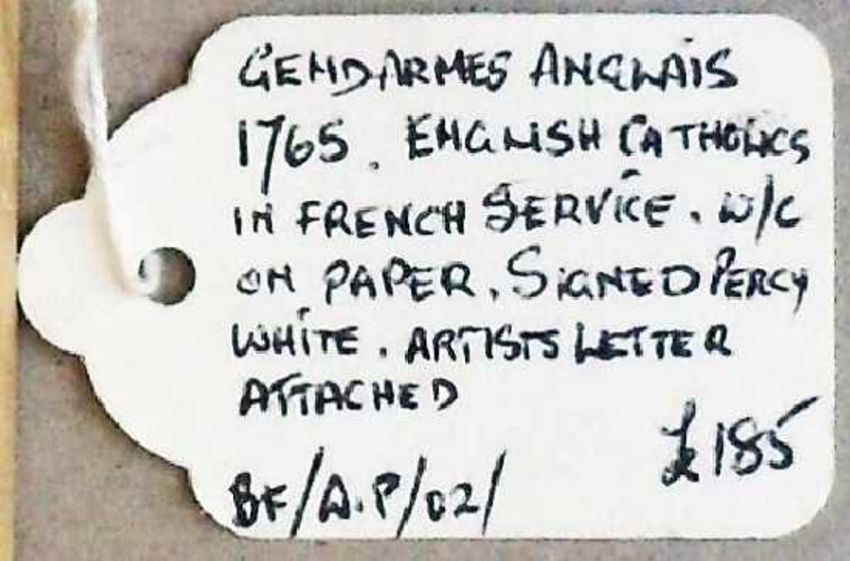 GENDARMES ANGLAIS
1765. ENGLISH CATHOLICS
IN FRENCH SERVICE. W/C
ON PAPER. SIGNED PERCY
WHITE. ARTISTS LETTER
ATTACHED
£185
BF/A.P/02/